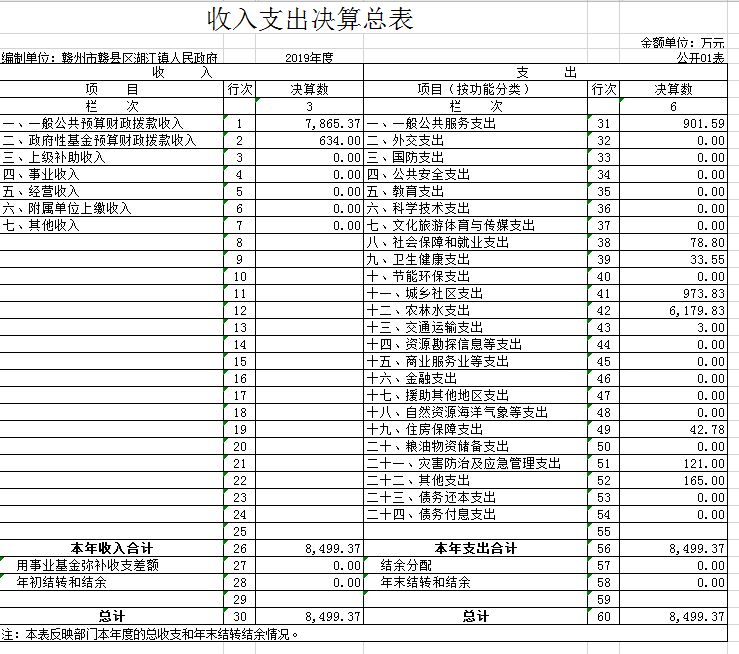 收入支出决算总表
金额单位：万元
编制单位：赣州市赣县区湖江镇人民政府 2019年度 公开01表
收 入 支 出
项 目 行次 决算数 项目（按功能分类） 行次 决算数
栏 次 3 栏 次 6
一、一般公共预算财政拨款收入 1 7,865.37 一、一般公共服务支出 31 901.59
二、政府性基金预算财政拨款收入 2 634.00 二、外交支出 32 0.00
三、上级补助收入 3 0.00 三、国防支出 33 0.00
四、事业收入 4 0.00 四、公共安全支出 34 0.00
五、经营收入 5 0.00 五、教育支出 35 0.00
六、附属单位上缴收入 6 0.00 六、科学技术支出 36 0.00
七、其他收入 7 0.00 七、文化旅游体育与传媒支出 37 0.00
8 八、社会保障和就业支出 38 78.80
9 九、卫生健康支出 39 33.55
10 十、节能环保支出 40 0.00
11 十一、城乡社区支出 41 973.83
12 十二、农林水支出 42 6,179.83
13 十三、交通运输支出 43 3.00
14 十四、资源勘探信息等支出 44 0.00
15 十五、商业服务业等支出 45 0.00
16 十六、金融支出 46 0.00
17 十七、援助其他地区支出 47 0.00
18 十八、自然资源海洋气象等支出 48 0.00
19 十九、住房保障支出 49 42.78
20 二十、粮油物资储备支出 50 0.00
21 二十一、灾害防治及应急管理支出 51 121.00
22 二十二、其他支出 52 165.00
23 二十三、债务还本支出 53 0.00
24 二十四、债务付息支出 54 0.00
25 55
本年收入合计 26 8,499.37 本年支出合计 56 8,499.37
用事业基金弥补收支差额 27 0.00 结余分配 57 0.00
年初结转和结余 28 0.00 年末结转和结余 58 0.00
29 59
总计 30 8,499.37 总计 60 8,499.37
注：本表反映部门本年度的总收支和年末结转结余情况。